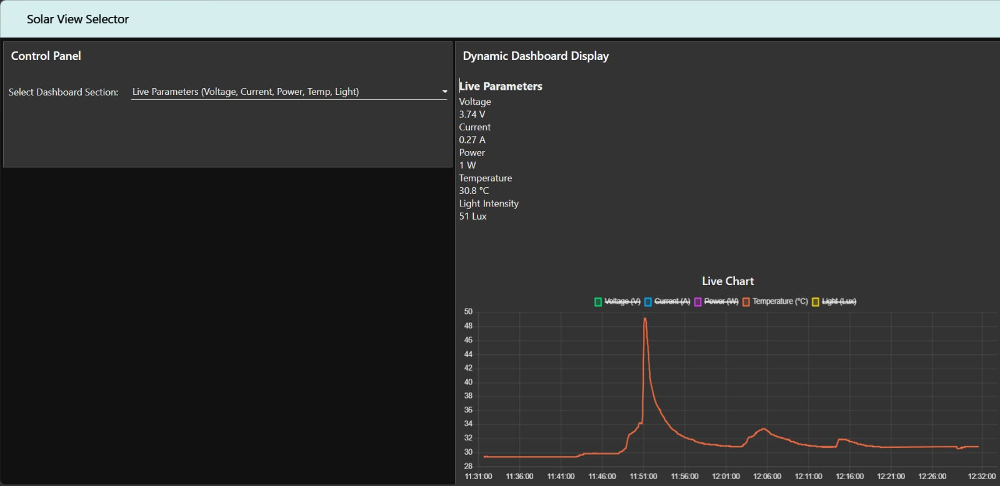 Solar View Selector
Control Panel
Select Dashboard Section: Live Parameters (Voltage, Current, Power, Temp, Light)
Dynamic Dashboard Display
Live Parameters
Voltage
3.74 V
Current
0.27 A
Power
1 W
Temperature
30.8 °C
Light Intensity
51 Lux
Live Chart
Voltage (V) Current (A) Power (W) Temperature (°C) Light (Lux)
50
48
46
44
42
40
38
36
34
32
30
28
11:31:00 11:36:00 11:41:00 11:46:00 11:51:00 11:56:00 12:01:00 12:06:00 12:11:00 12:16:00 12:21:00 12:26:00 12:32:00